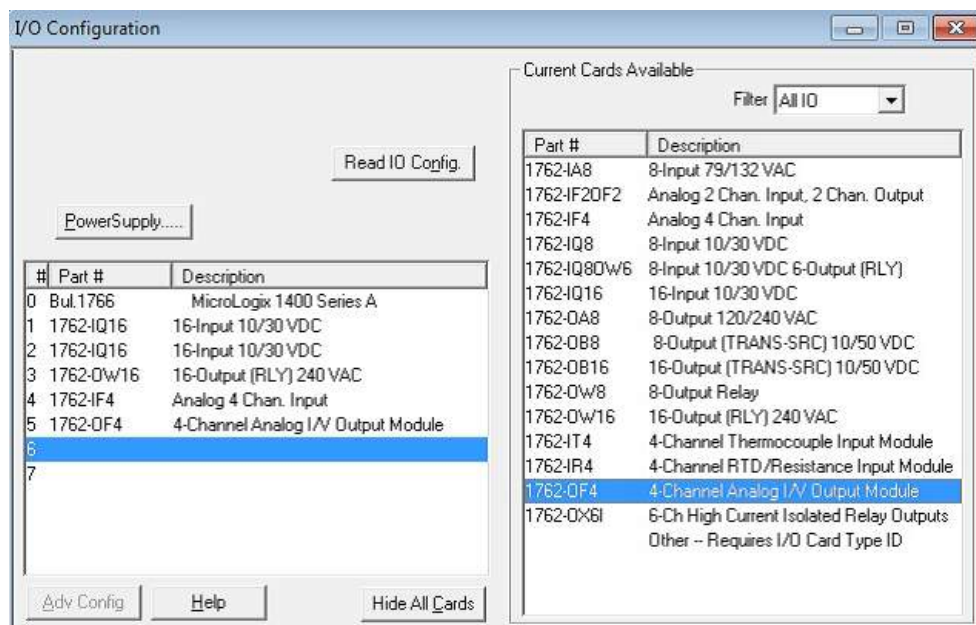 I/O Configuration
Read IO Config.
PowerSupply.....
# Part # Description
0 Bul.1766 MicroLogix 1400 Series A
1 1762-IQ16 16-Input 10/30 VDC
2 1762-IQ16 16-Input 10/30 VDC
3 1762-OW16 16-Output (RLY) 240 VAC
4 1762-IF4 Analog 4 Chan. Input
5 1762-OF4 4-Channel Analog I/V Output Module
6
7
Adv Config Help Hide All Cards
Current Cards Available
Filter All IO
Part # Description
1762-IA8 8-Input 79/132 VAC
1762-IF2OF2 Analog 2 Chan. Input, 2 Chan. Output
1762-IF4 Analog 4 Chan. Input
1762-IQ8 8-Input 10/30 VDC
1762-IQ8OW6 8-Input 10/30 VDC 6-Output (RLY)
1762-IQ16 16-Input 10/30 VDC
1762-OA8 8-Output 120/240 VAC
1762-OB8 8-Output (TRANS-SRC) 10/50 VDC
1762-OB16 16-Output (TRANS-SRC) 10/50 VDC
1762-OW8 8-Output Relay
1762-OW16 16-Output (RLY) 240 VAC
1762-IT4 4-Channel Thermocouple Input Module
1762-IR4 4-Channel RTD/Resistance Input Module
1762-OF4 4-Channel Analog I/V Output Module
1762-OX6I 6-Ch High Current Isolated Relay Outputs
Other -- Requires I/O Card Type ID